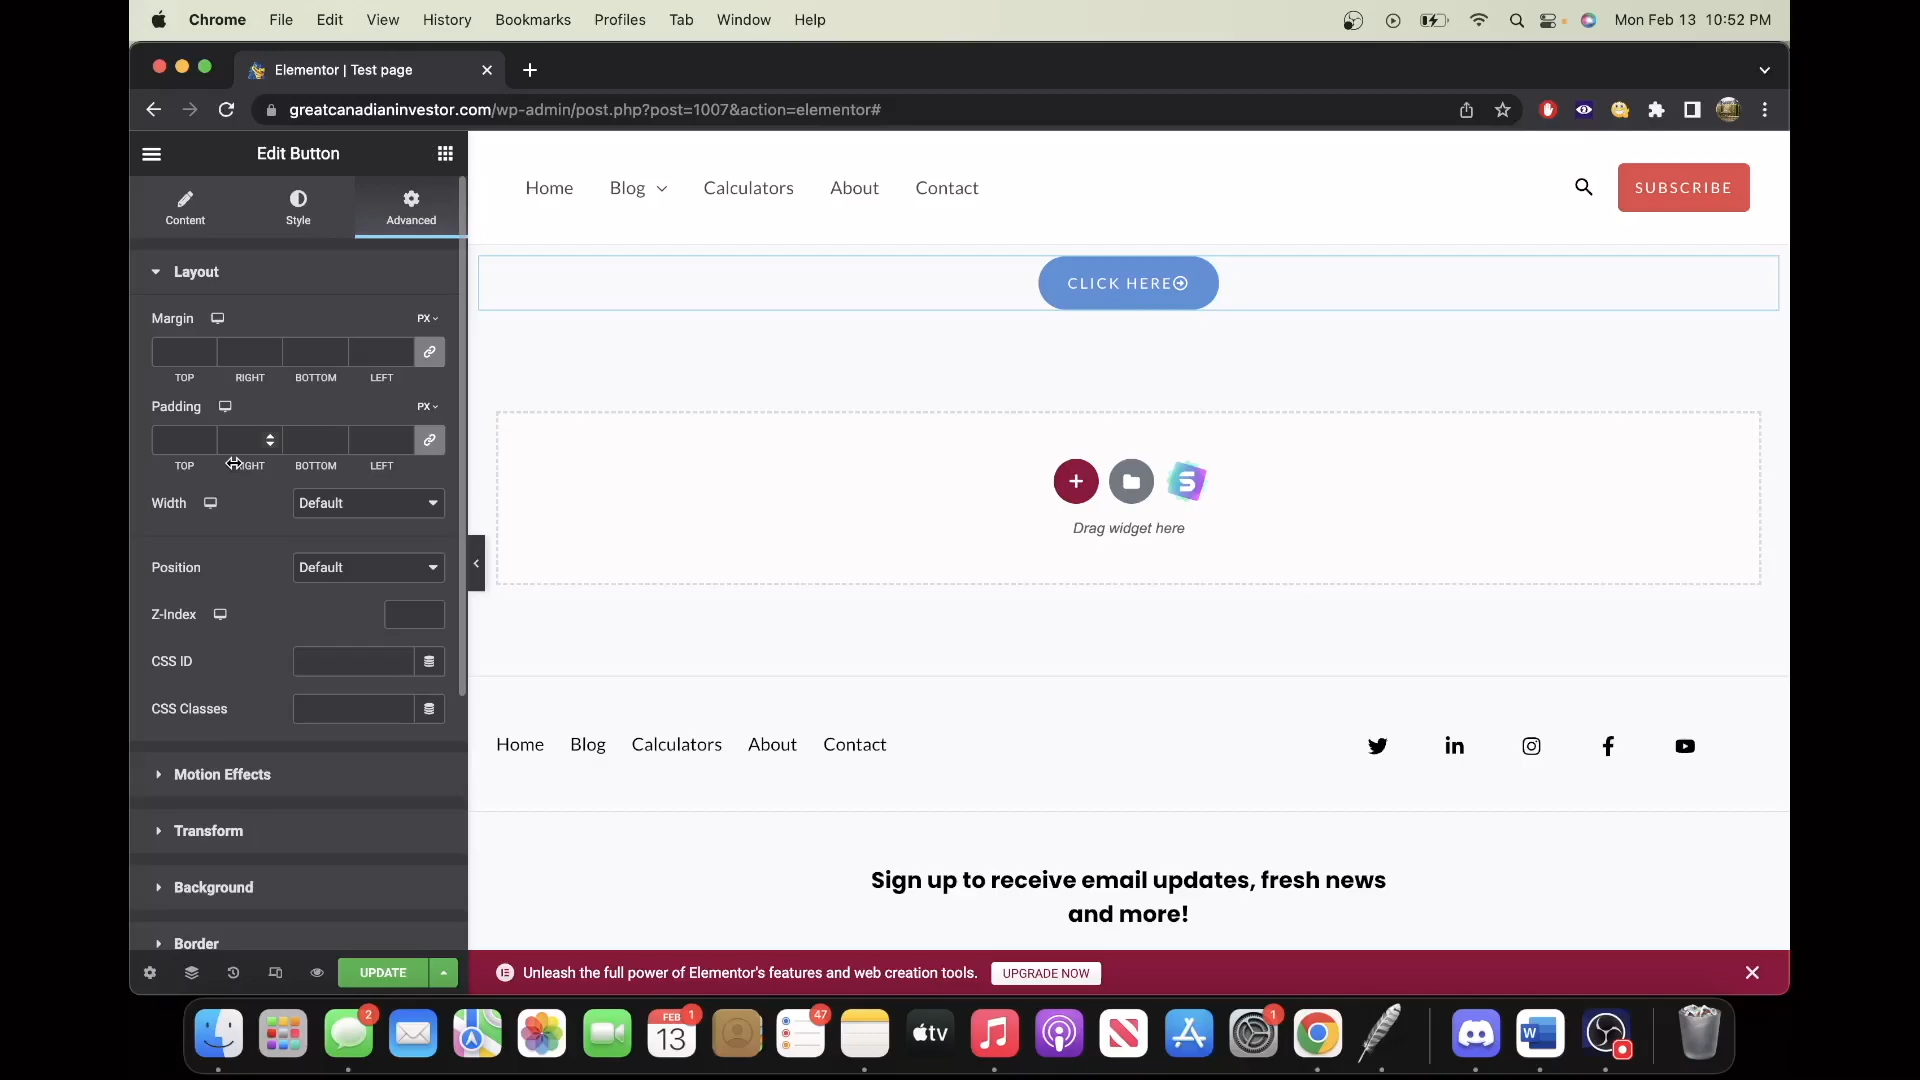 Chrome File Edit View History Bookmarks Profiles Tab Window Help Mon Feb 13 10:52 PM
Elementor | Test page
greatcanadianinvestor.com/wp-admin/post.php?post=1007&action=elementor#
Edit Button
Content Style Advanced
Layout
Margin PX
TOP RIGHT BOTTOM LEFT
Padding PX
TOP RIGHT BOTTOM LEFT
Width Default
Position Default
Z-Index
CSS ID
CSS Classes
Motion Effects
Transform
Background
Border
UPDATE
Home Blog Calculators About Contact SUBSCRIBE
CLICK HERE
Drag widget here
Home Blog Calculators About Contact
Sign up to receive email updates, fresh news
and more!
Unleash the full power of Elementor's features and web creation tools. UPGRADE NOW
2 FEB 1 13 47 tv 1 W